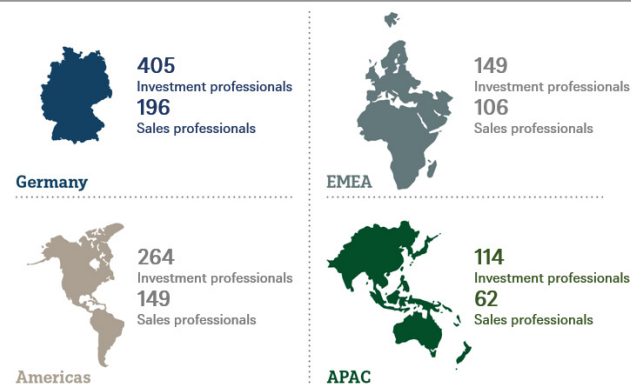 405
Investment professionals
196
Sales professionals
Germany
149
Investment professionals
106
Sales professionals
EMEA
264
Investment professionals
149
Sales professionals
Americas
114
Investment professionals
62
Sales professionals
APAC